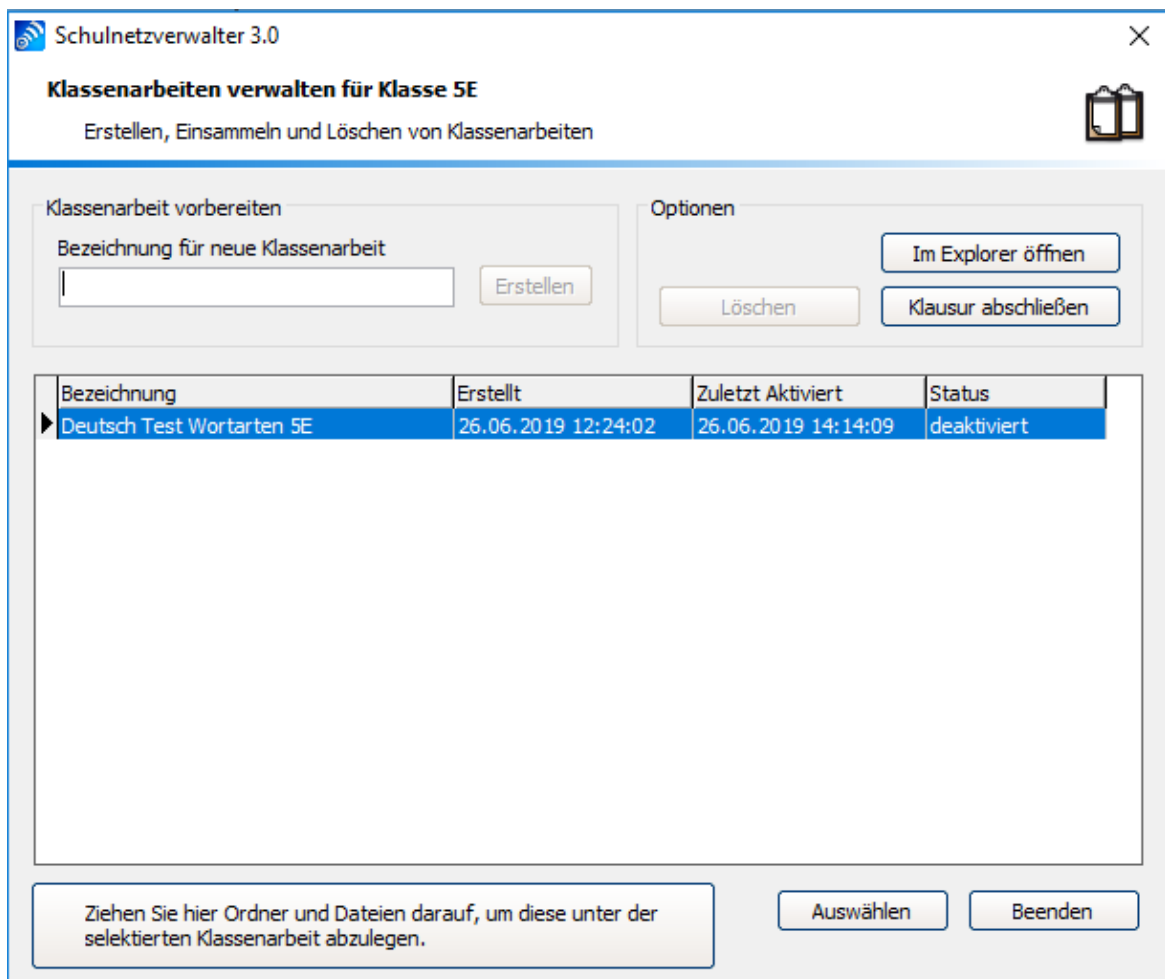 Schulnetzverwalter 3.0
Klassenarbeiten verwalten für Klasse 5E
Erstellen, Einsammeln und Löschen von Klassenarbeiten
Klassenarbeit vorbereiten
Bezeichnung für neue Klassenarbeit
Erstellen
Optionen
Im Explorer öffnen
Löschen
Klausur abschließen
Bezeichnung Erstellt Zuletzt Aktiviert Status
Deutsch Test Wortarten 5E 26.06.2019 12:24:02 26.06.2019 14:14:09 deaktiviert
Ziehen Sie hier Ordner und Dateien darauf, um diese unter der
selektierten Klassenarbeit abzulegen.
Auswählen
Beenden